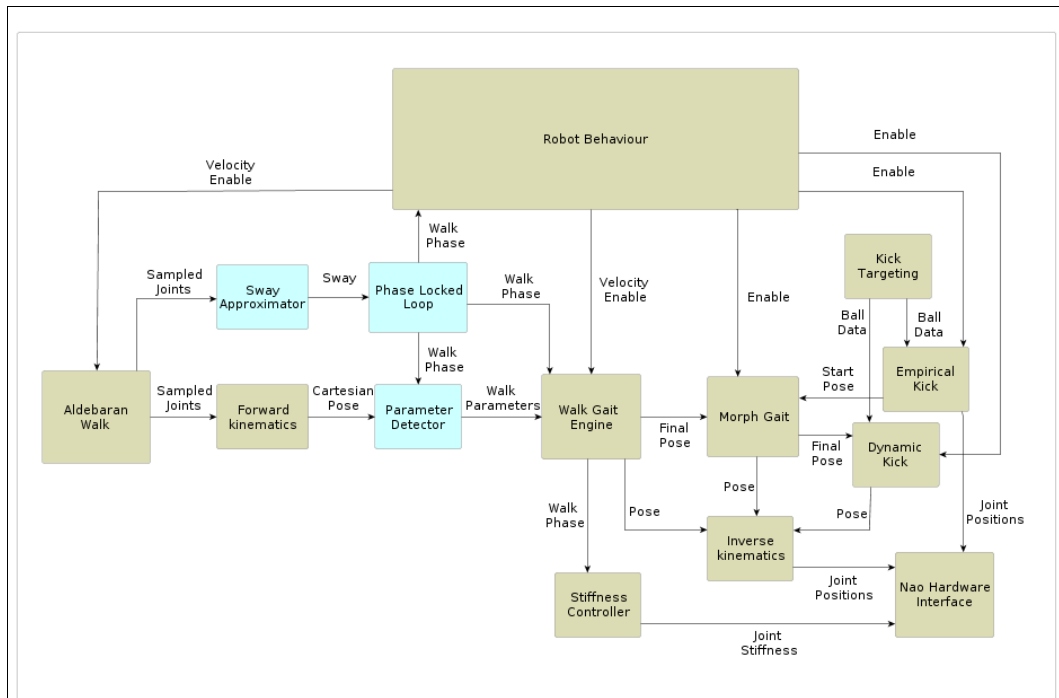 Robot Behaviour
Enable
Velocity
Enable
Enable
Walk
Phase
Kick
Targeting
Sampled
Joints
Sway
Approximator
Sway
Phase Locked
Loop
Walk
Phase
Velocity
Enable
Enable
Ball
Data
Ball
Data
Walk
Phase
Aldebaran
Walk
Sampled
Joints
Forward
kinematics
Cartesian
Pose
Parameter
Detector
Walk
Parameters
Walk Gait
Engine
Final
Pose
Morph Gait
Start
Pose
Empirical
Kick
Final
Pose
Dynamic
Kick
Walk
Phase
Pose
Pose
Pose
Joint
Positions
Inverse
kinematics
Joint
Positions
Nao Hardware
Interface
Stiffness
Controller
Joint
Stiffness